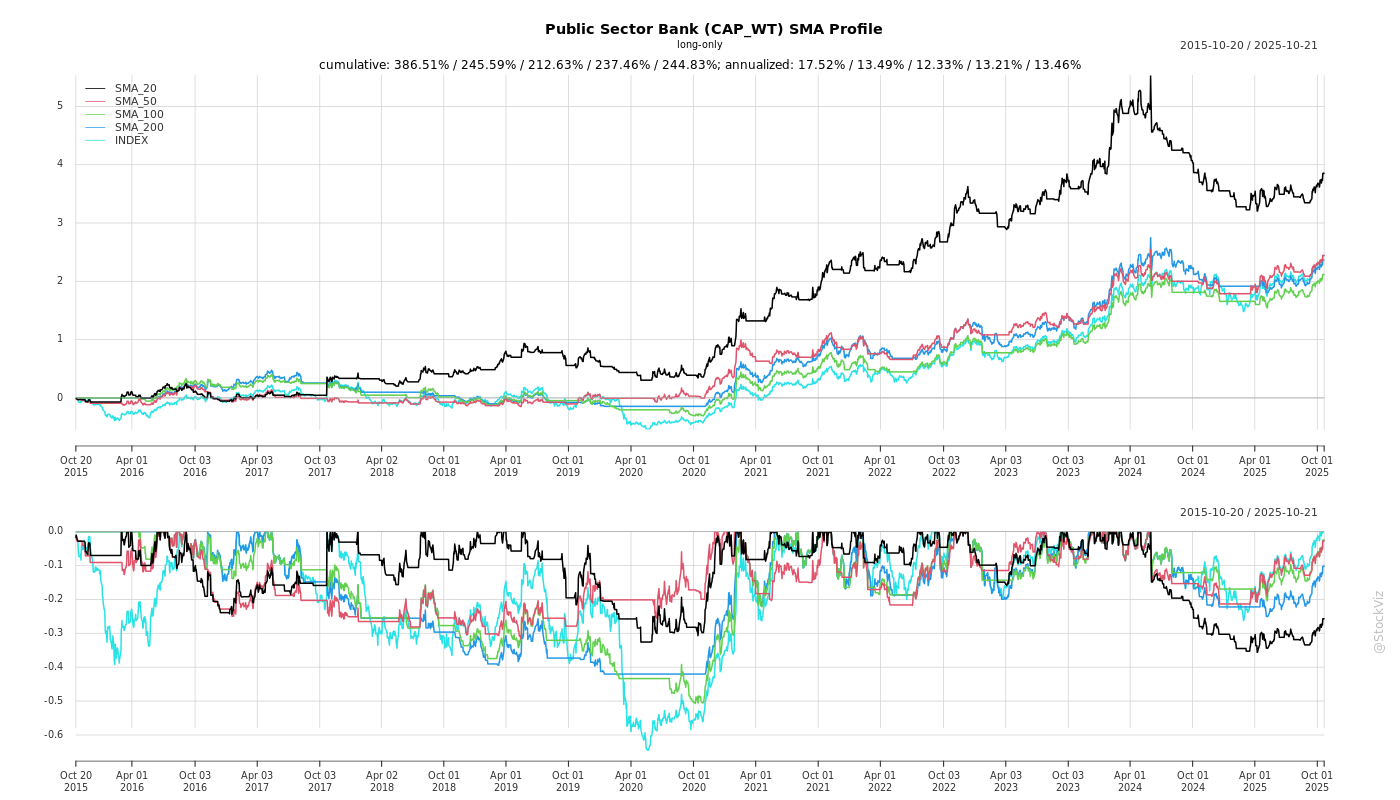 Public Sector Bank (CAP_WT) SMA Profile
long-only
2015-10-20 / 2025-10-21
cumulative: 386.51% / 245.59% / 212.63% / 237.46% / 244.83%; annualized: 17.52% / 13.49% / 12.33% / 13.21% / 13.46%
SMA_20
SMA_50
SMA_100
SMA_200
INDEX
5
4
3
2
1
0
Oct 20 Apr 01 Oct 03 Apr 03 Oct 03 Apr 02 Oct 01 Apr 01 Oct 01 Apr 01 Oct 01 Apr 01 Oct 01 Apr 01 Oct 03 Apr 03 Oct 03 Apr 01 Oct 01 Apr 01 Oct 01
2015 2016 2016 2017 2017 2018 2018 2019 2019 2020 2020 2021 2021 2022 2022 2023 2023 2024 2024 2025 2025
2015-10-20 / 2025-10-21
0.0
-0.1
-0.2
-0.3
-0.4
-0.5
-0.6
Oct 20 Apr 01 Oct 03 Apr 03 Oct 03 Apr 02 Oct 01 Apr 01 Oct 01 Apr 01 Oct 01 Apr 01 Oct 01 Apr 01 Oct 03 Apr 03 Oct 03 Apr 01 Oct 01 Apr 01 Oct 01
2015 2016 2016 2017 2017 2018 2018 2019 2019 2020 2020 2021 2021 2022 2022 2023 2023 2024 2024 2025 2025
@StockViz